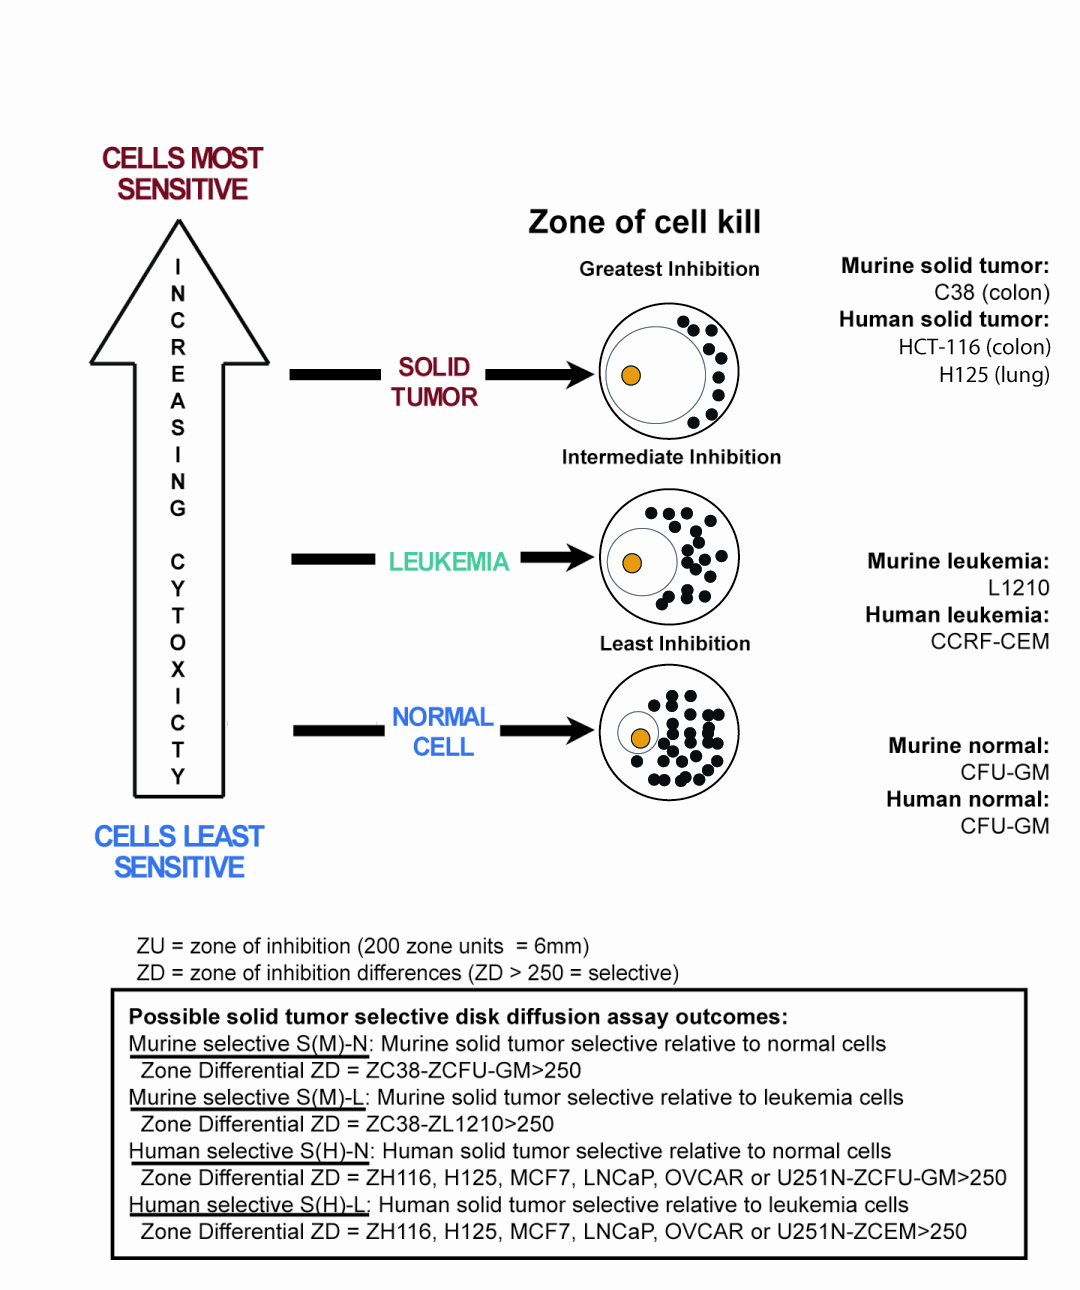 CELLS MOST
SENSITIVE
INCREASING CYTOXICTY
CELLS LEAST
SENSITIVE
Zone of cell kill
Greatest Inhibition
SOLID
TUMOR
Intermediate Inhibition
LEUKEMIA
Least Inhibition
NORMAL
CELL
Murine solid tumor:
C38 (colon)
Human solid tumor:
HCT-116 (colon)
H125 (lung)
Murine leukemia:
L1210
Human leukemia:
CCRF-CEM
Murine normal:
CFU-GM
Human normal:
CFU-GM
ZU = zone of inhibition (200 zone units = 6mm)
ZD = zone of inhibition differences (ZD > 250 = selective)
Possible solid tumor selective disk diffusion assay outcomes:
Murine selective S(M)-N: Murine solid tumor selective relative to normal cells
Zone Differential ZD = ZC38-ZCFU-GM>250
Murine selective S(M)-L: Murine solid tumor selective relative to leukemia cells
Zone Differential ZD = ZC38-ZL1210>250
Human selective S(H)-N: Human solid tumor selective relative to normal cells
Zone Differential ZD = ZH116, H125, MCF7, LNCaP, OVCAR or U251N-ZCFU-GM>250
Human selective S(H)-L: Human solid tumor selective relative to leukemia cells
Zone Differential ZD = ZH116, H125, MCF7, LNCaP, OVCAR or U251N-ZCEM>250